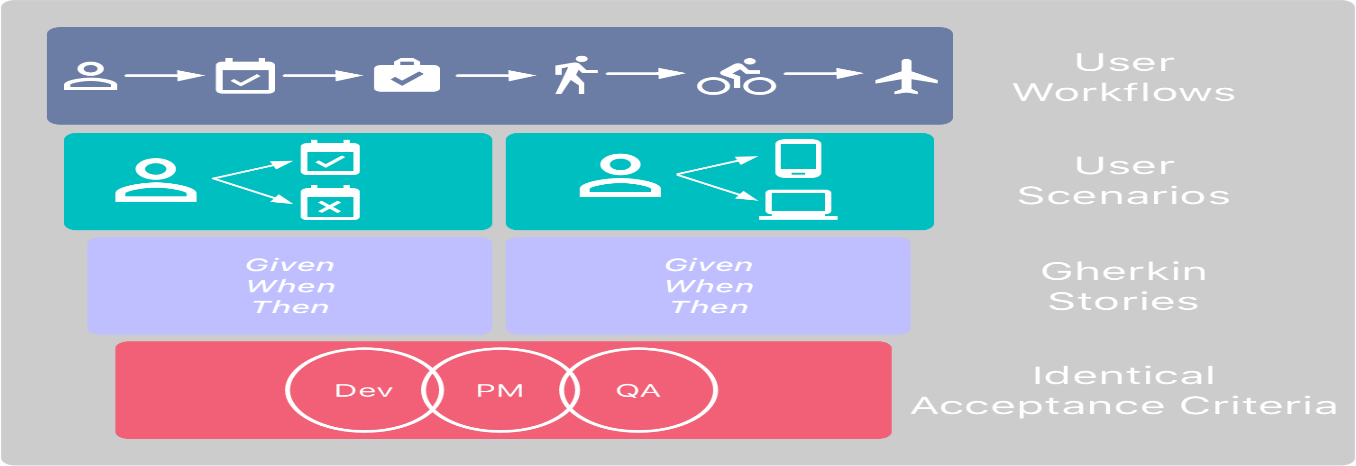 User
Workflows
User
Scenarios
Given
When
Then
Given
When
Then
Gherkin
Stories
Dev
PM
QA
Identical
Acceptance Criteria